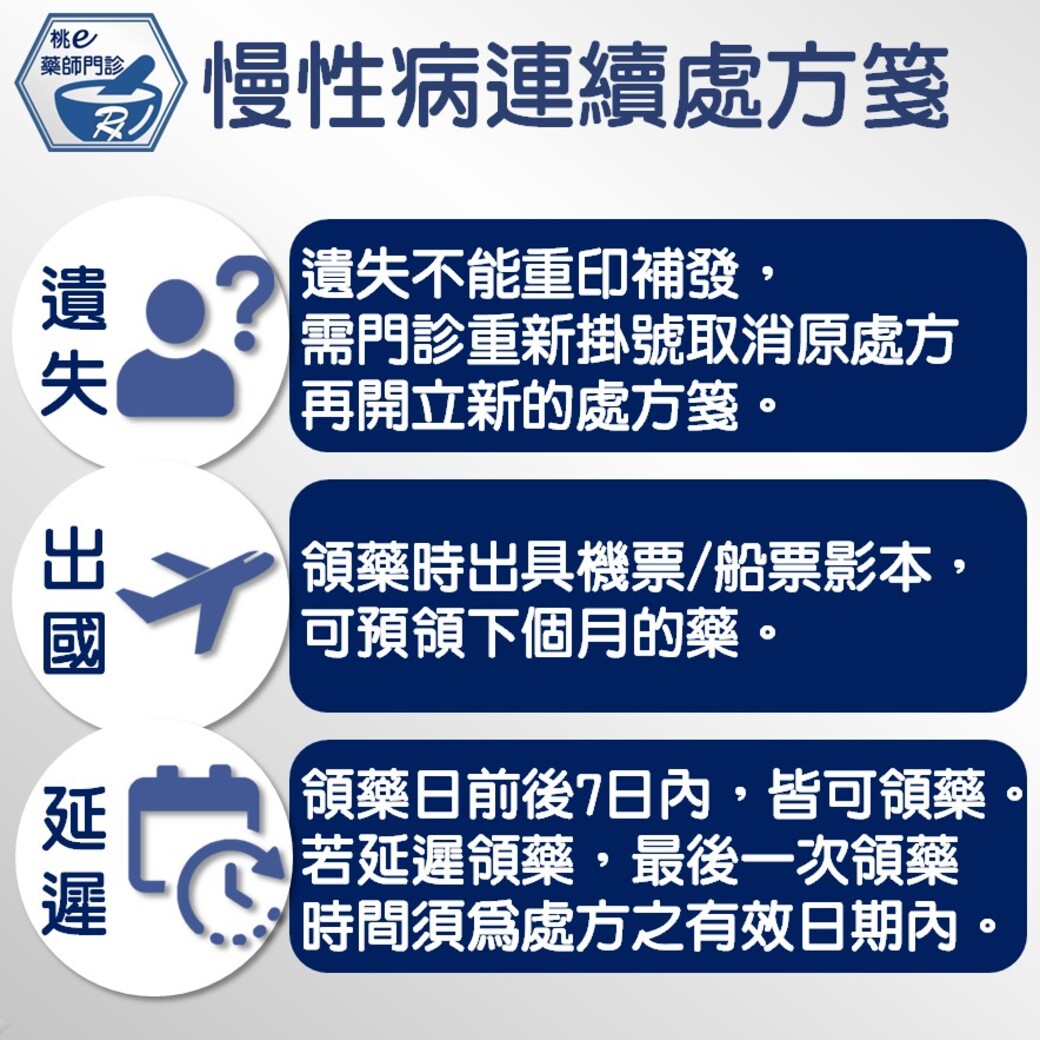 桃e
藥師門診
Rx
慢性病連續處方箋
遺失
遺失不能重印補發，
需門診重新掛號取消原處方
再開立新的處方箋。
出國
領藥時出具機票/船票影本，
可預領下個月的藥。
延遲
領藥日前後7日內，皆可領藥。
若延遲領藥，最後一次領藥
時間須為處方之有效日期內。